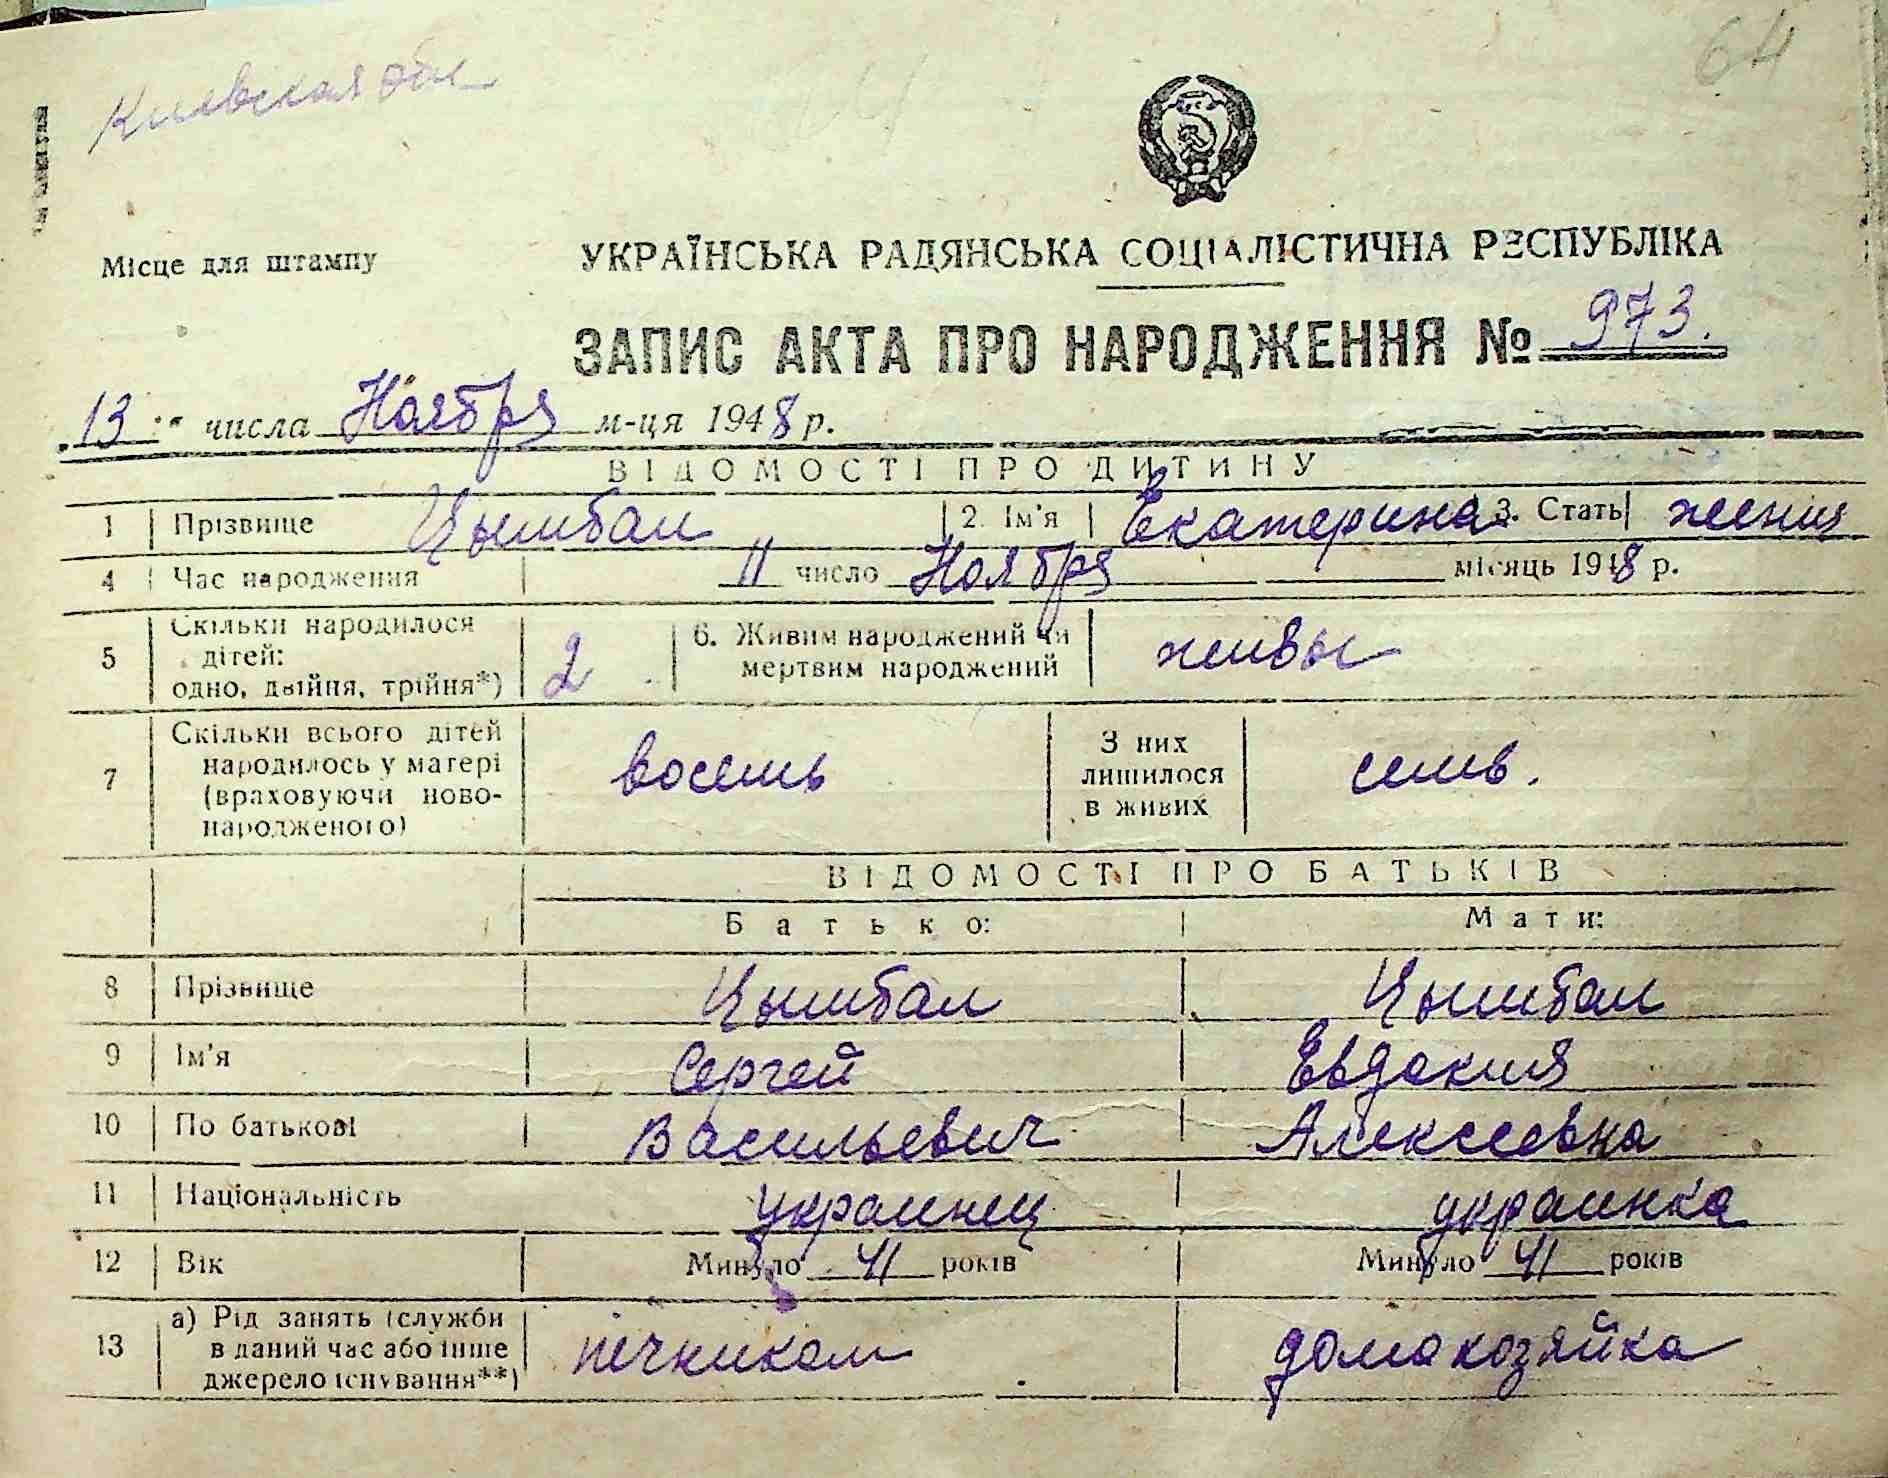 Киевская обл
64
Місце для штампу
УКРАЇНСЬКА РАДЯНСЬКА СОЦІАЛІСТИЧНА РЕСПУБЛІКА
ЗАПИС АКТА ПРО НАРОДЖЕННЯ № 973.
13 числа Ноября м-ця 1948 р.
ВІДОМОСТІ ПРО ДИТИНУ
1 Прізвище Цымбал 2. Ім'я Екатерина 3. Стать женщ
4 Час народження 11 число Ноября місяць 1948 р.
5 Скільки народилося
дітей:
одно, двійня, трійня*) 2 6. Живим народжений чи
мертвим народжений живы
7 Скільки всього дітей
народилось у матері
(враховуючи ново-
народженого) восемь З них
лишилося
в живих семь.
ВІДОМОСТІ ПРО БАТЬКІВ
Батько: Мати:
8 Прізвище Цымбал Цымбал
9 Ім'я Сергей Евдокия
10 По батькові Васильевич Алексеевна
11 Національність украинец украинка
12 Вік Минуло 41 років Минуло 41 років
13 а) Рід занять (служби
в даний час або інше
джерело існування**) печником домохозяйка